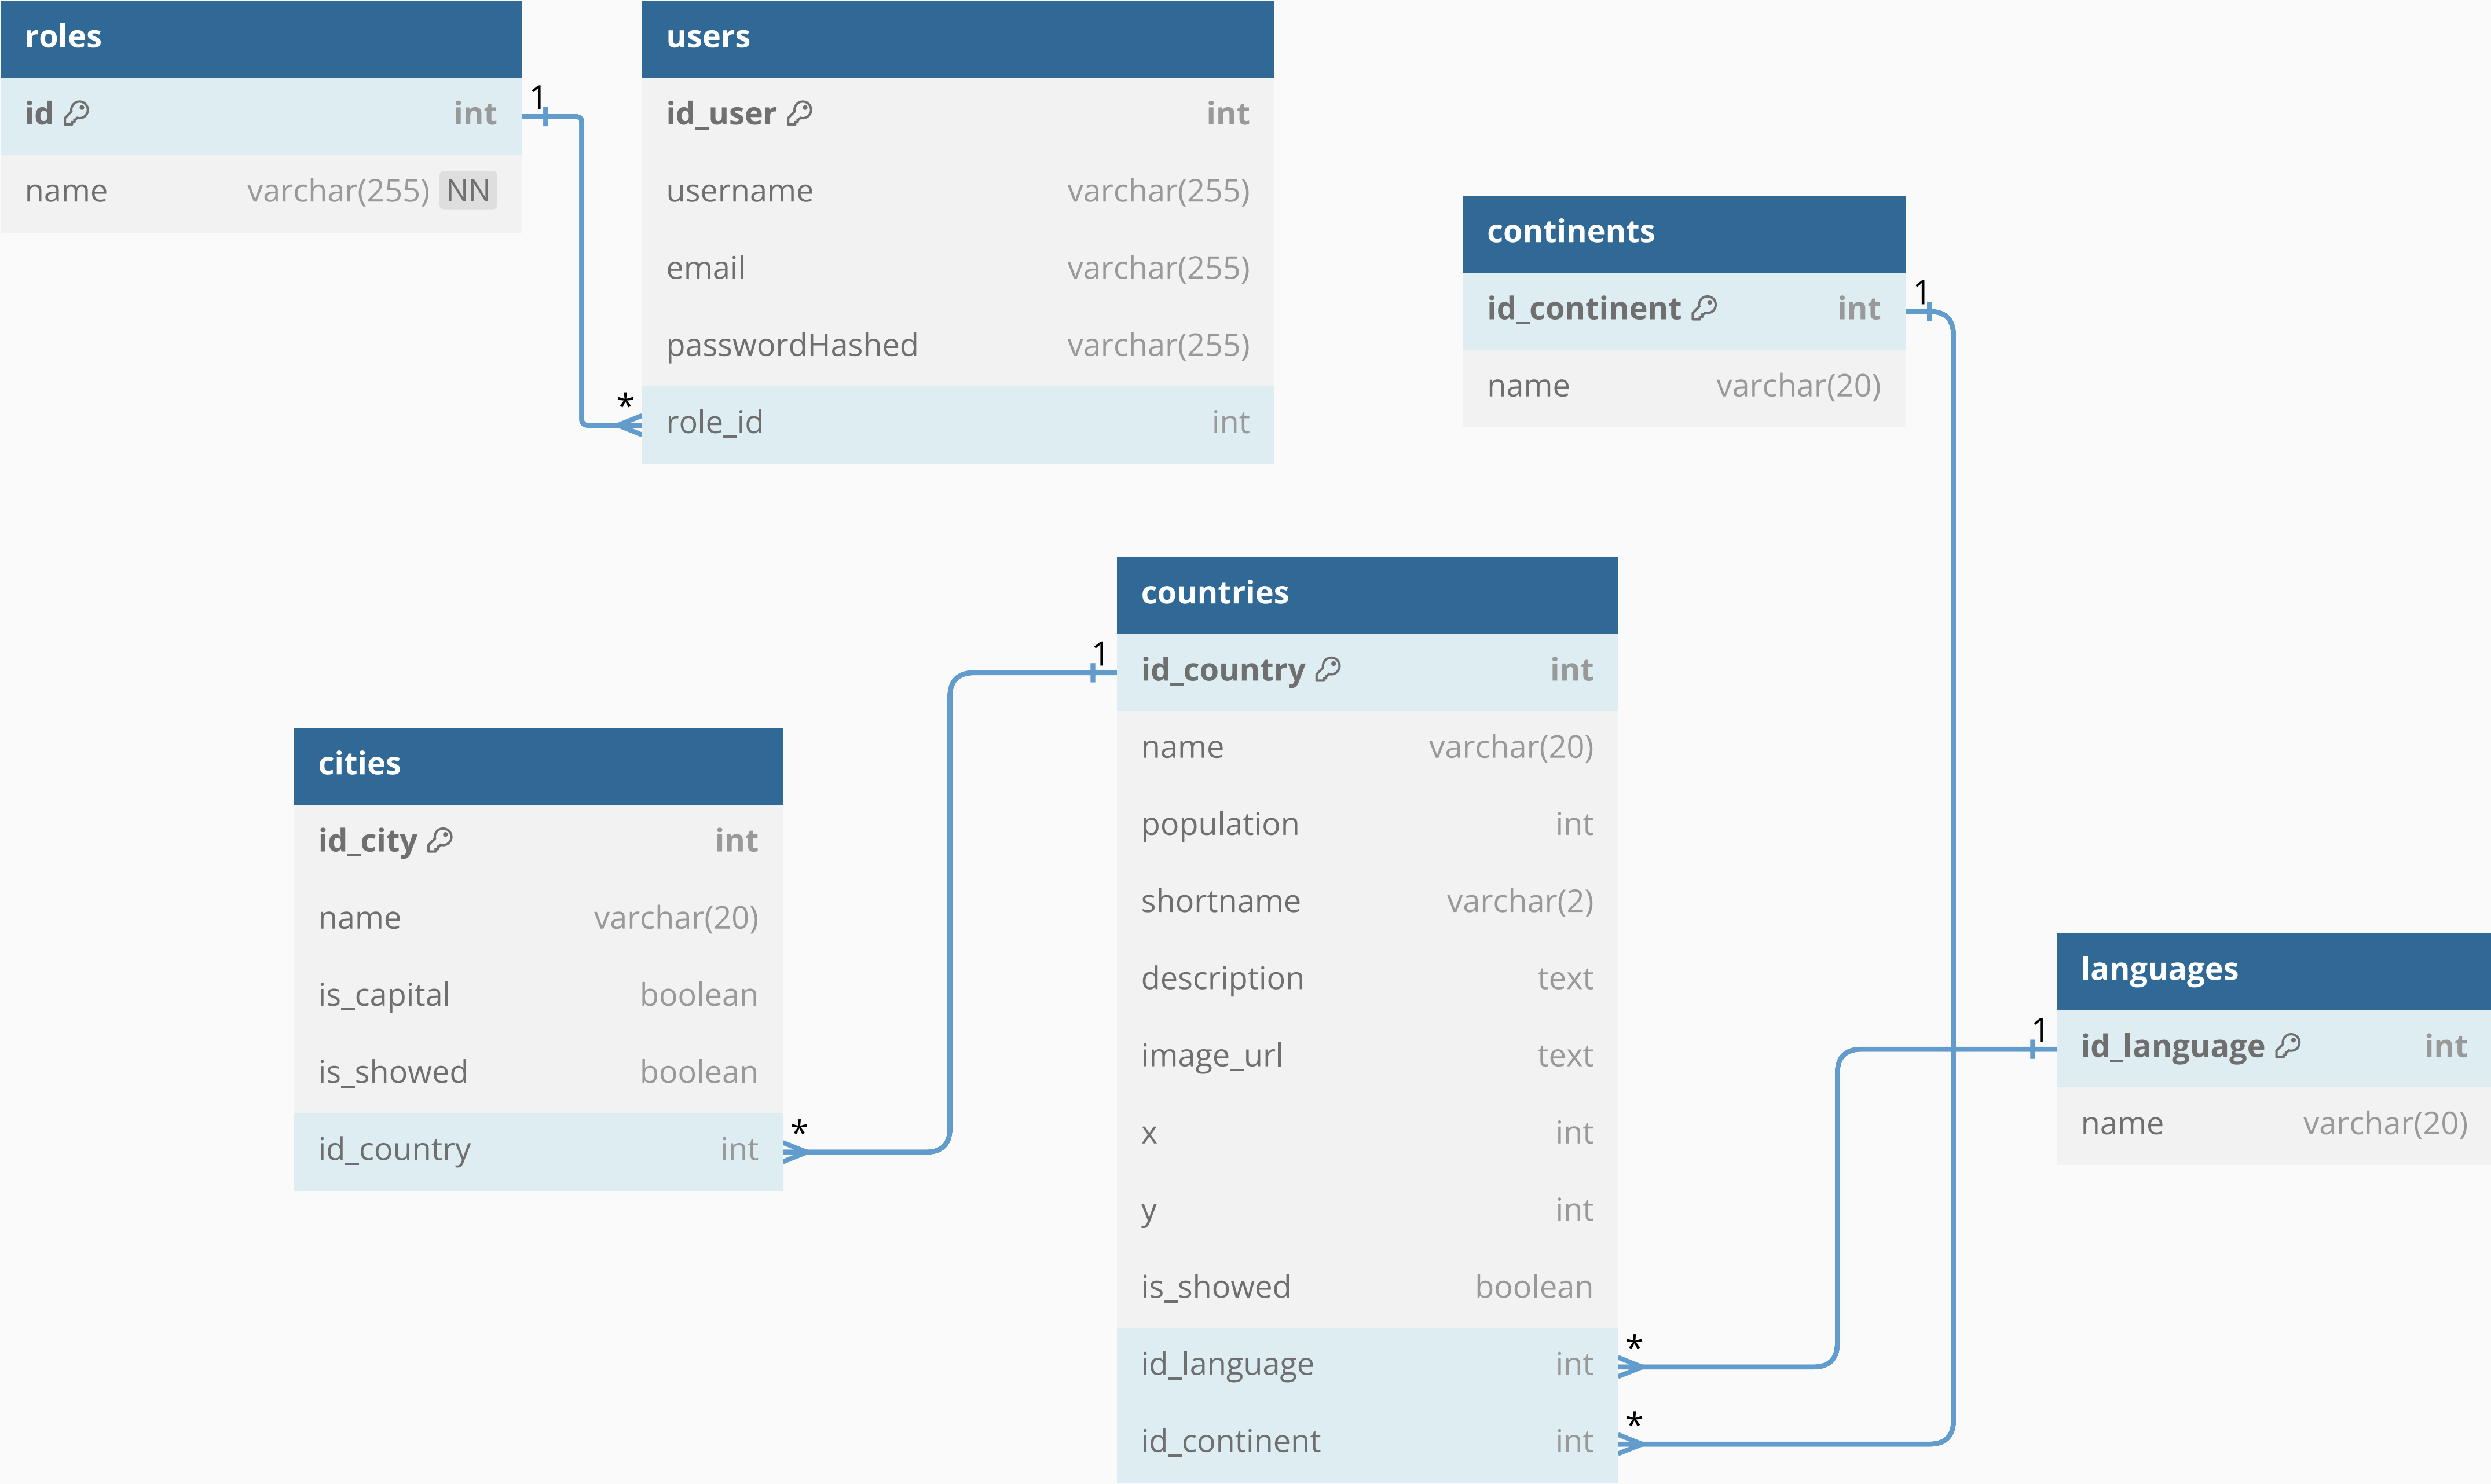 roles
id int
name varchar(255) NN
1
*
users
id_user int
username varchar(255)
email varchar(255)
passwordHashed varchar(255)
role_id int
continents
id_continent int
name varchar(20)
1
countries
1
id_country int
name varchar(20)
population int
shortname varchar(2)
description text
image_url text
x int
y int
is_showed boolean
id_language int
*
id_continent int
*
cities
id_city int
name varchar(20)
is_capital boolean
is_showed boolean
id_country int
*
languages
1
id_language int
name varchar(20)